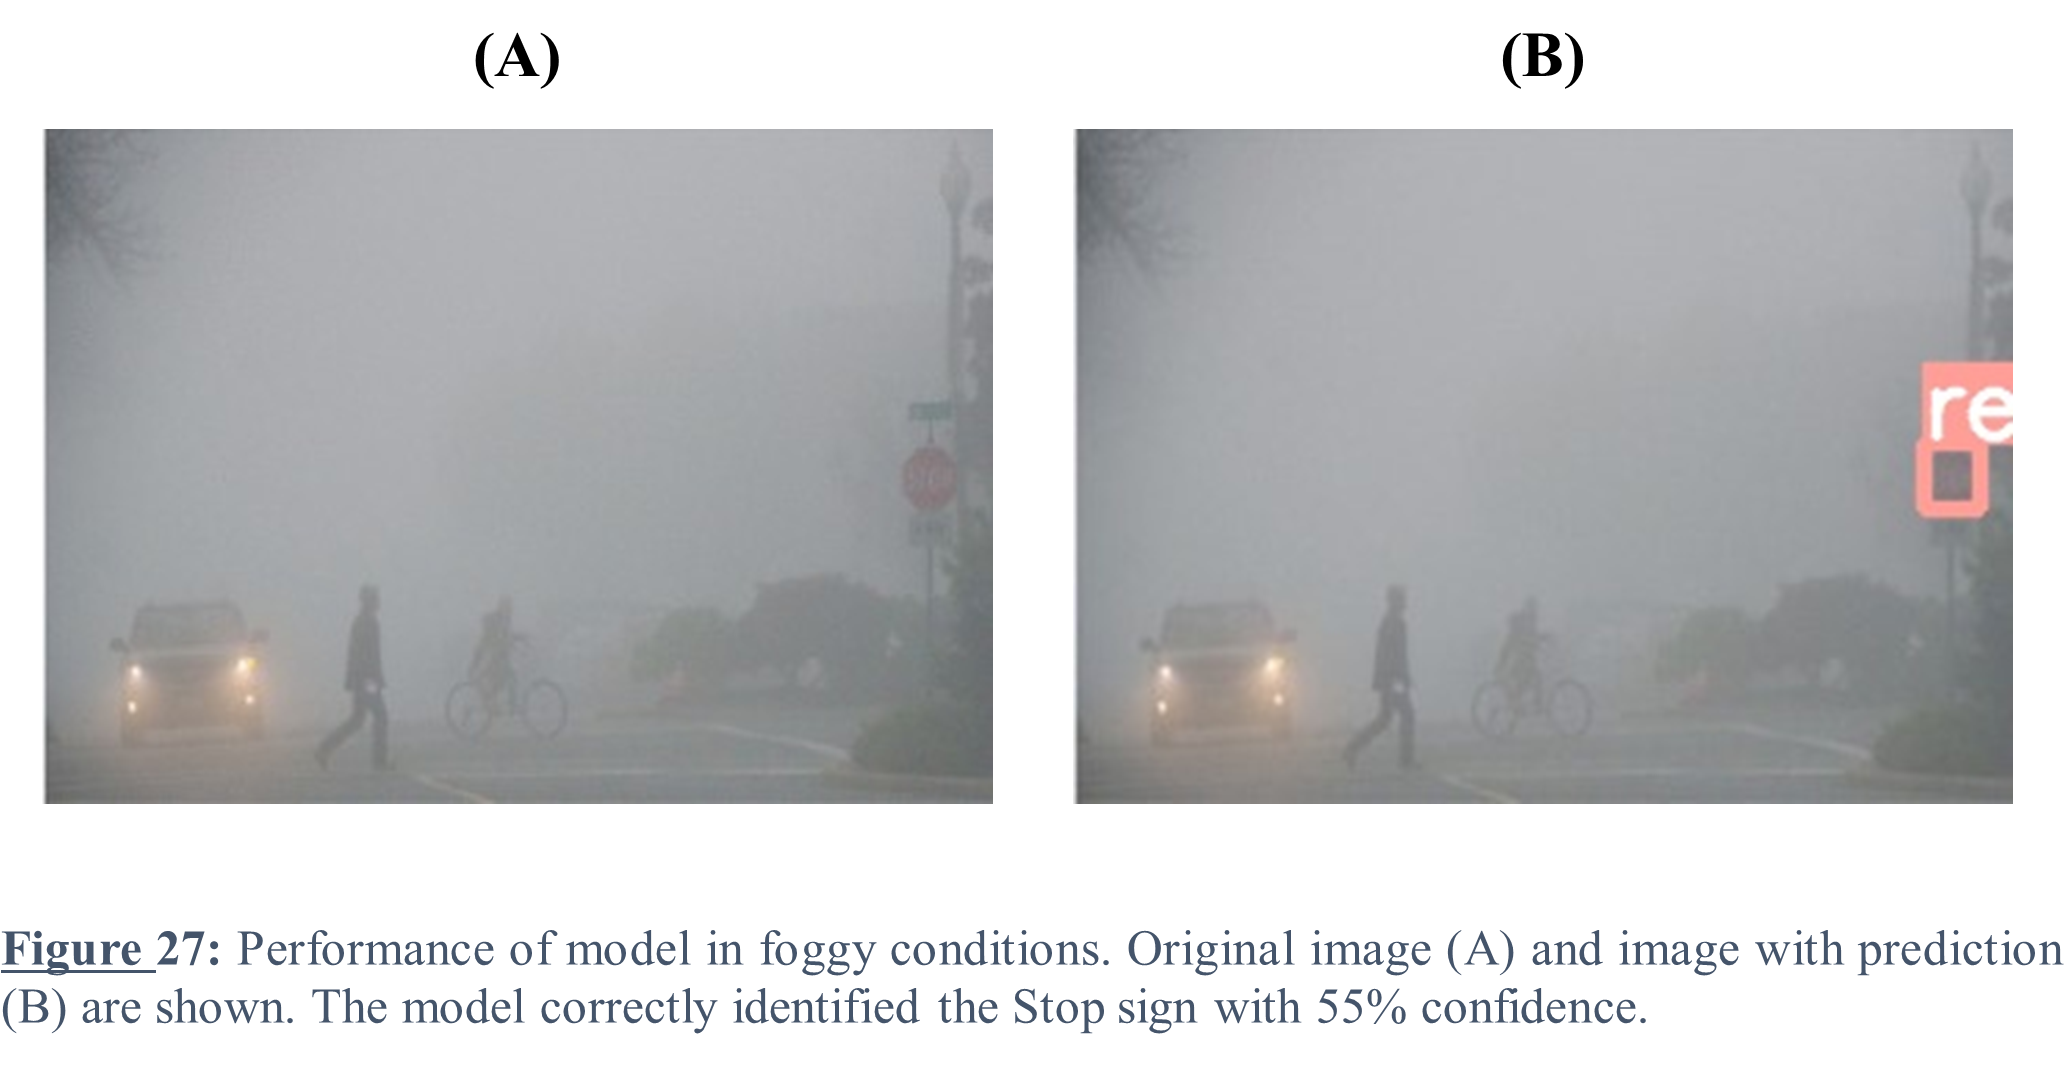 (A)
(B)
STOP
re
Figure 27: Performance of model in foggy conditions. Original image (A) and image with prediction
(B) are shown. The model correctly identified the Stop sign with 55% confidence.